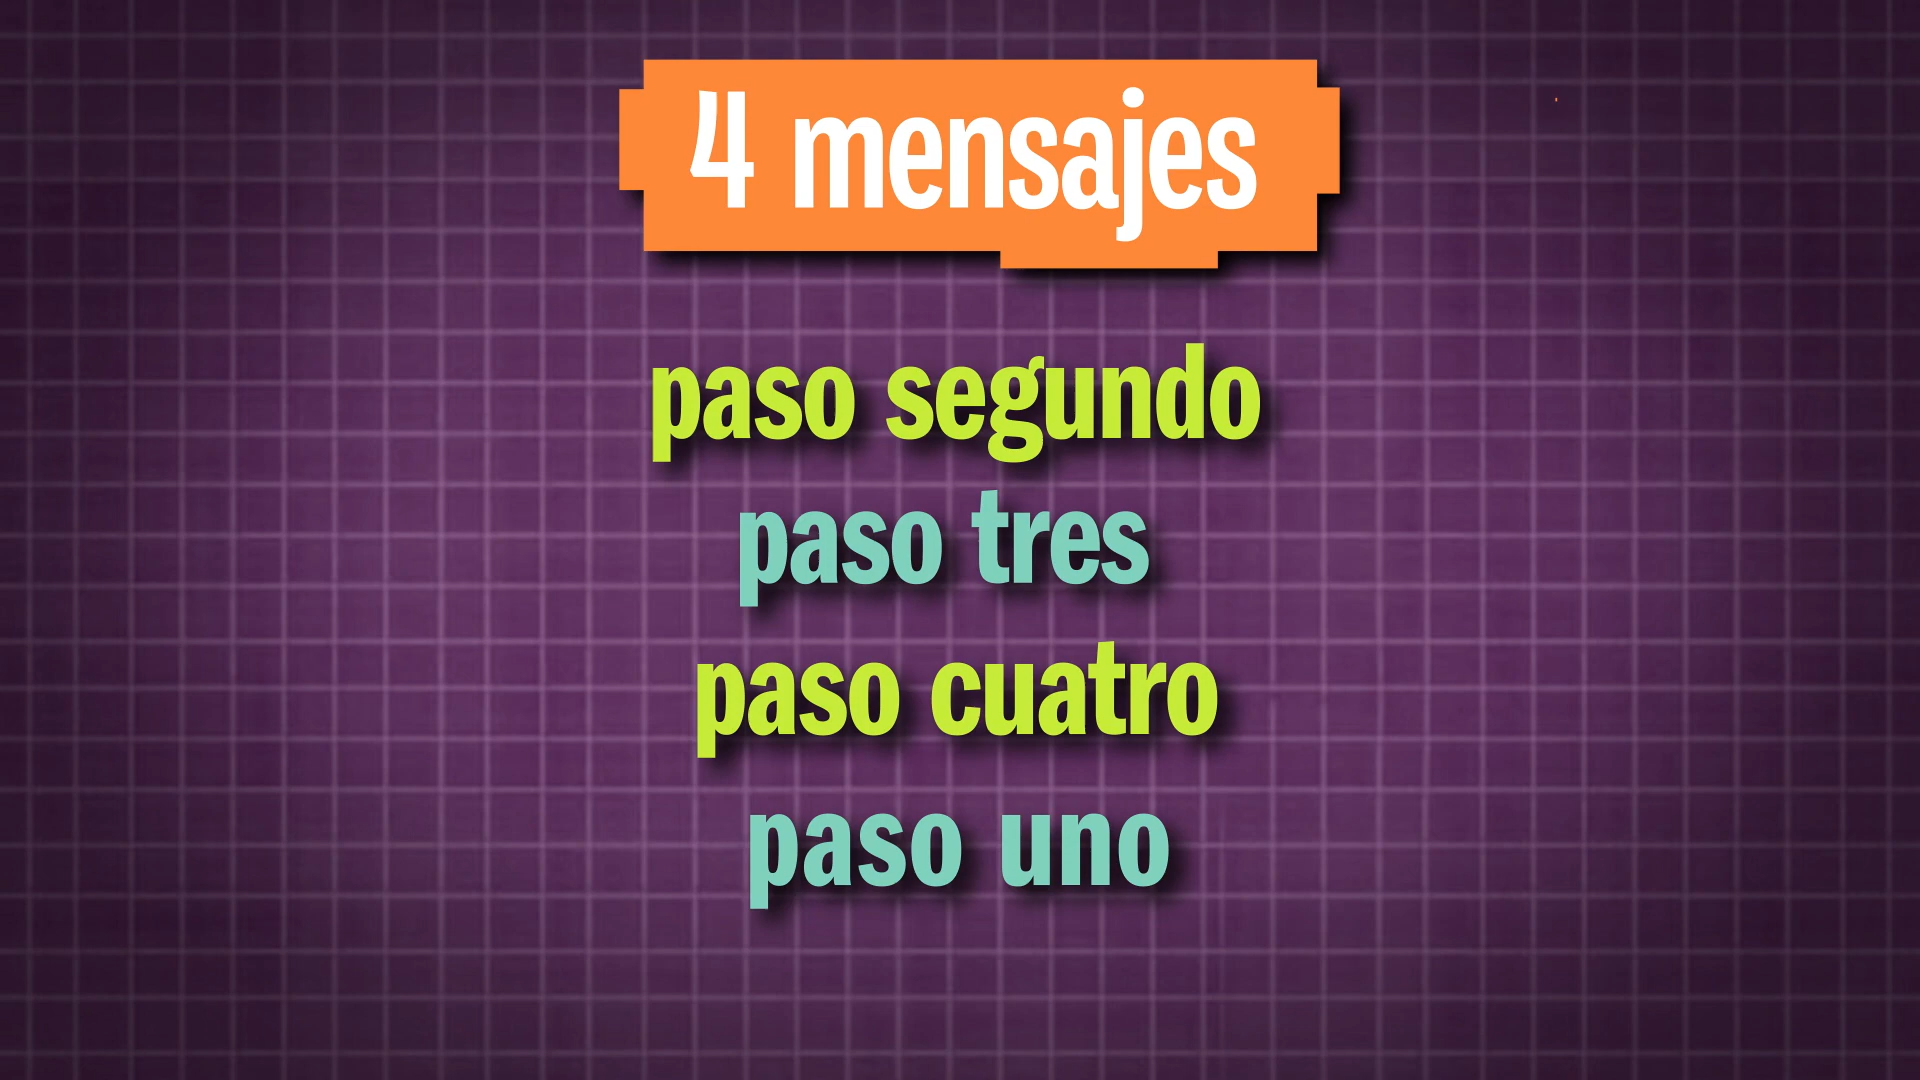 4 mensajes
paso segundo
paso tres
paso cuatro
paso uno